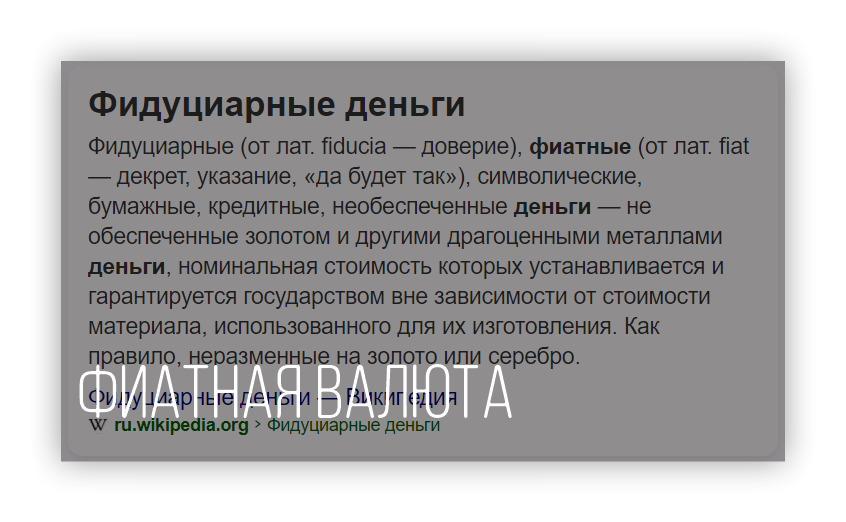 Фидуциарные деньги
Фидуциарные (от лат. fiducia — доверие), фиатные (от лат. fiat
— декрет, указание, «да будет так»), символические,
бумажные, кредитные, необеспеченные деньги — не
обеспеченные золотом и другими драгоценными металлами
деньги, номинальная стоимость которых устанавливается и
гарантируется государством вне зависимости от стоимости
материала, использованного для их изготовления. Как
правило, неразменные на золото или серебро.
ФИАТНАЯ ВАЛЮТА
Фидуциарные деньги — Википедия
W ru.wikipedia.org › Фидуциарные деньги